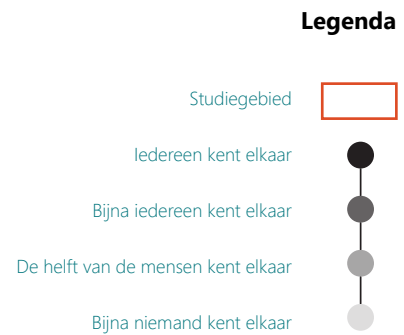 Legenda
Studiegebied
Iedereen kent elkaar
Bijna iedereen kent elkaar
De helft van de mensen kent elkaar
Bijna niemand kent elkaar